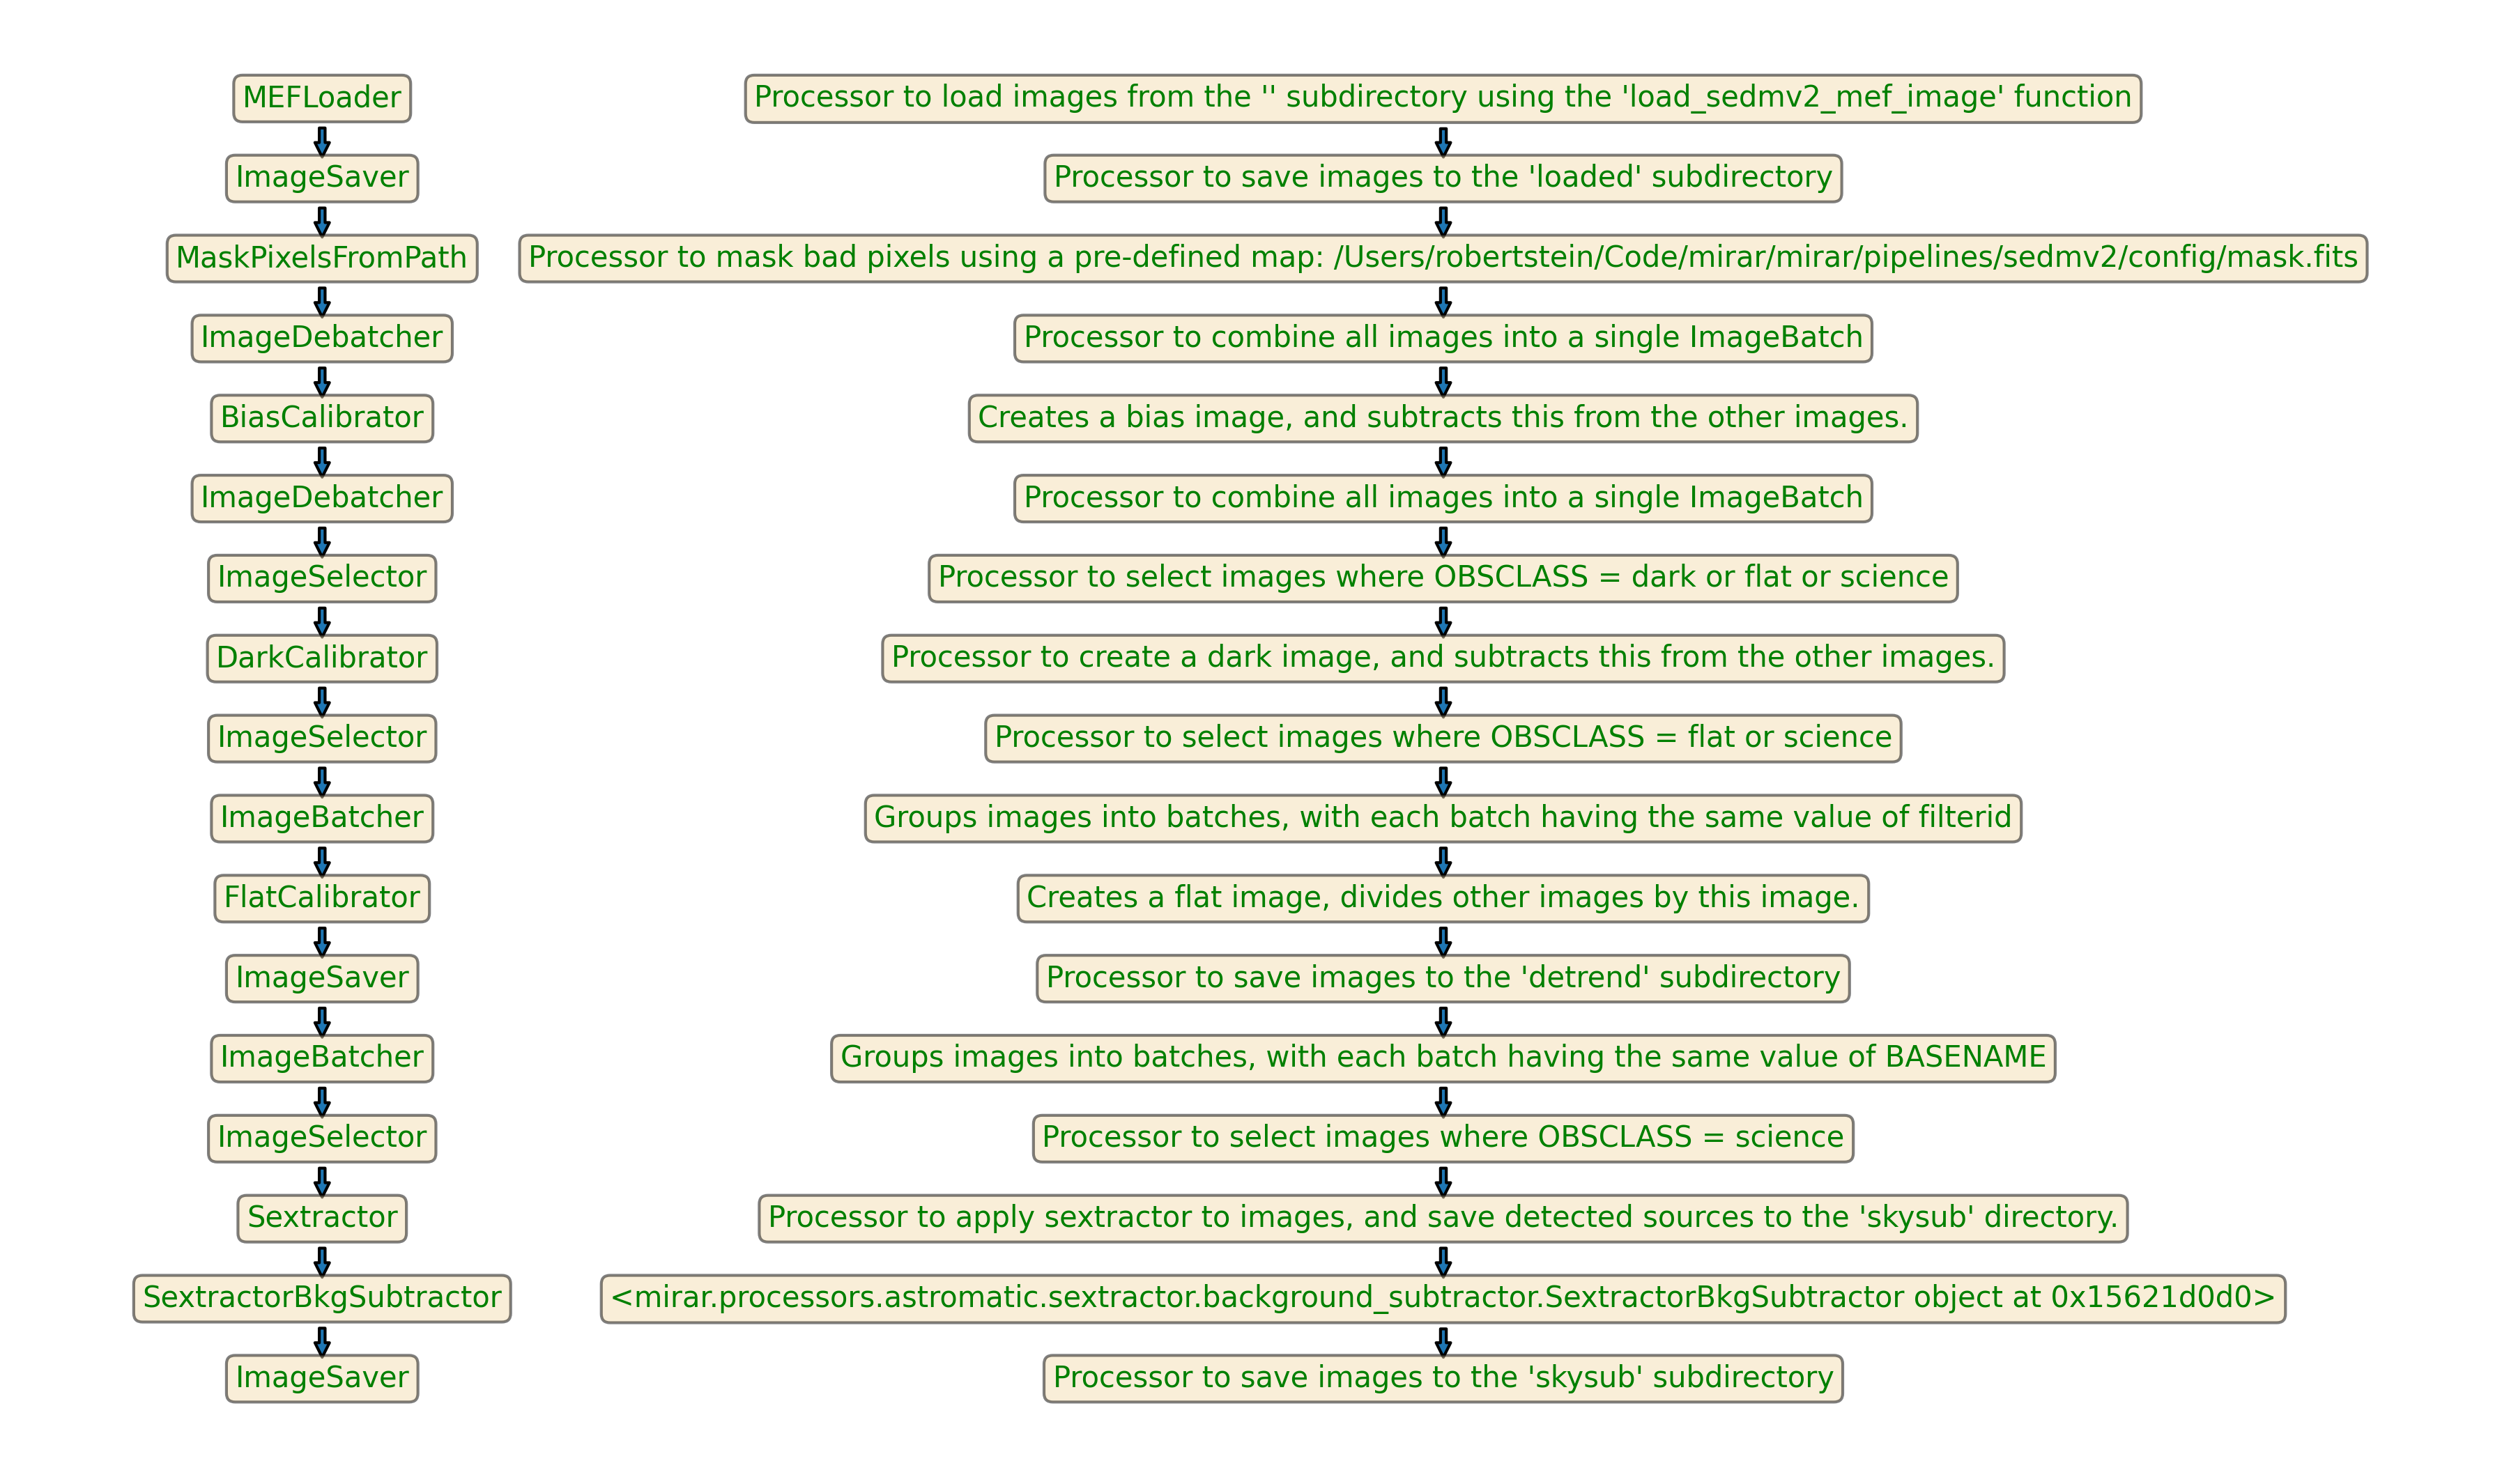 MEFLoader
Processor to load images from the '' subdirectory using the 'load_sedmv2_mef_image' function
ImageSaver
Processor to save images to the 'loaded' subdirectory
MaskPixelsFromPath
Processor to mask bad pixels using a pre-defined map: /Users/robertstein/Code/mirar/mirar/pipelines/sedmv2/config/mask.fits
ImageDebatcher
Processor to combine all images into a single ImageBatch
BiasCalibrator
Creates a bias image, and subtracts this from the other images.
ImageDebatcher
Processor to combine all images into a single ImageBatch
ImageSelector
Processor to select images where OBSCLASS = dark or flat or science
DarkCalibrator
Processor to create a dark image, and subtracts this from the other images.
ImageSelector
Processor to select images where OBSCLASS = flat or science
ImageBatcher
Groups images into batches, with each batch having the same value of filterid
FlatCalibrator
Creates a flat image, divides other images by this image.
ImageSaver
Processor to save images to the 'detrend' subdirectory
ImageBatcher
Groups images into batches, with each batch having the same value of BASENAME
ImageSelector
Processor to select images where OBSCLASS = science
Sextractor
Processor to apply sextractor to images, and save detected sources to the 'skysub' directory.
SextractorBkgSubtractor
<mirar.processors.astromatic.sextractor.background_subtractor.SextractorBkgSubtractor object at 0x15621d0d0>
ImageSaver
Processor to save images to the 'skysub' subdirectory